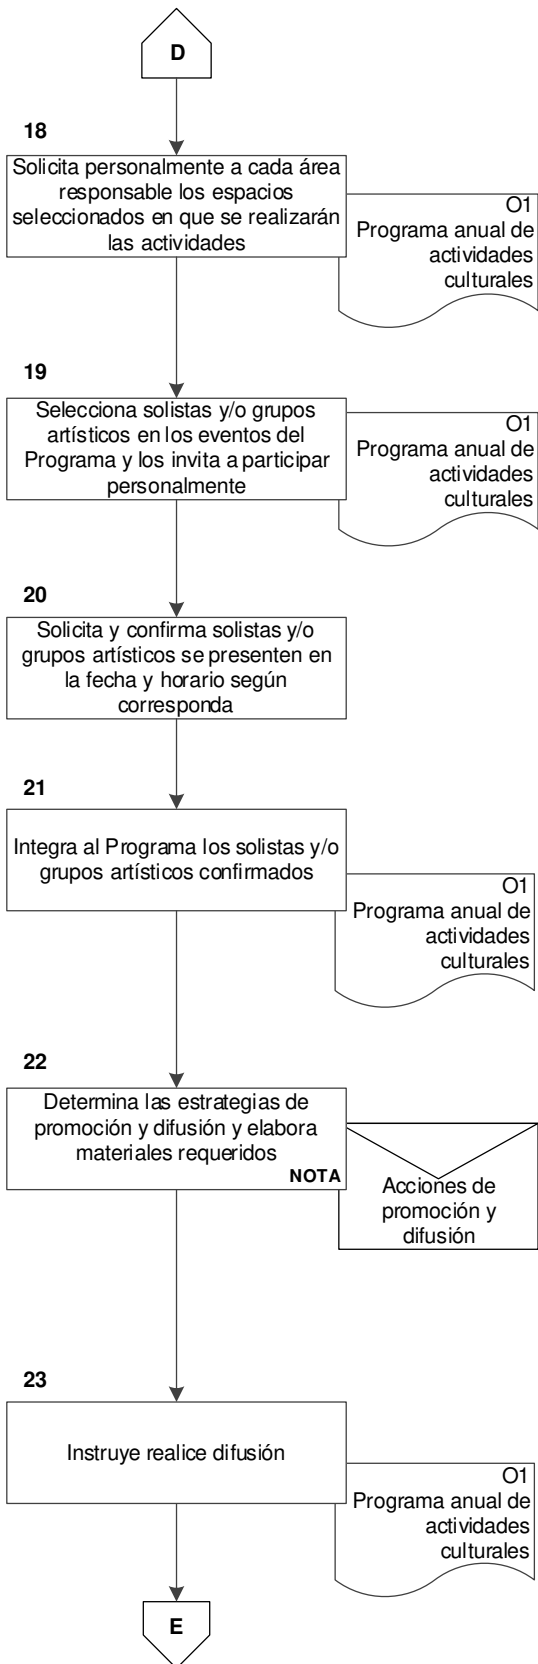 D
18
Solicita personalmente a cada área
responsable los espacios
seleccionados en que se realizarán
las actividades
O1
Programa anual de
actividades
culturales
19
Selecciona solistas y/o grupos
artísticos en los eventos del
Programa y los invita a participar
personalmente
O1
Programa anual de
actividades
culturales
20
Solicita y confirma solistas y/o
grupos artísticos se presenten en
la fecha y horario según
corresponda
21
Integra al Programa los solistas y/o
grupos artísticos confirmados
O1
Programa anual de
actividades
culturales
22
Determina las estrategias de
promoción y difusión y elabora
materiales requeridos
NOTA
Acciones de
promoción y
difusión
23
Instruye realice difusión
O1
Programa anual de
actividades
culturales
E